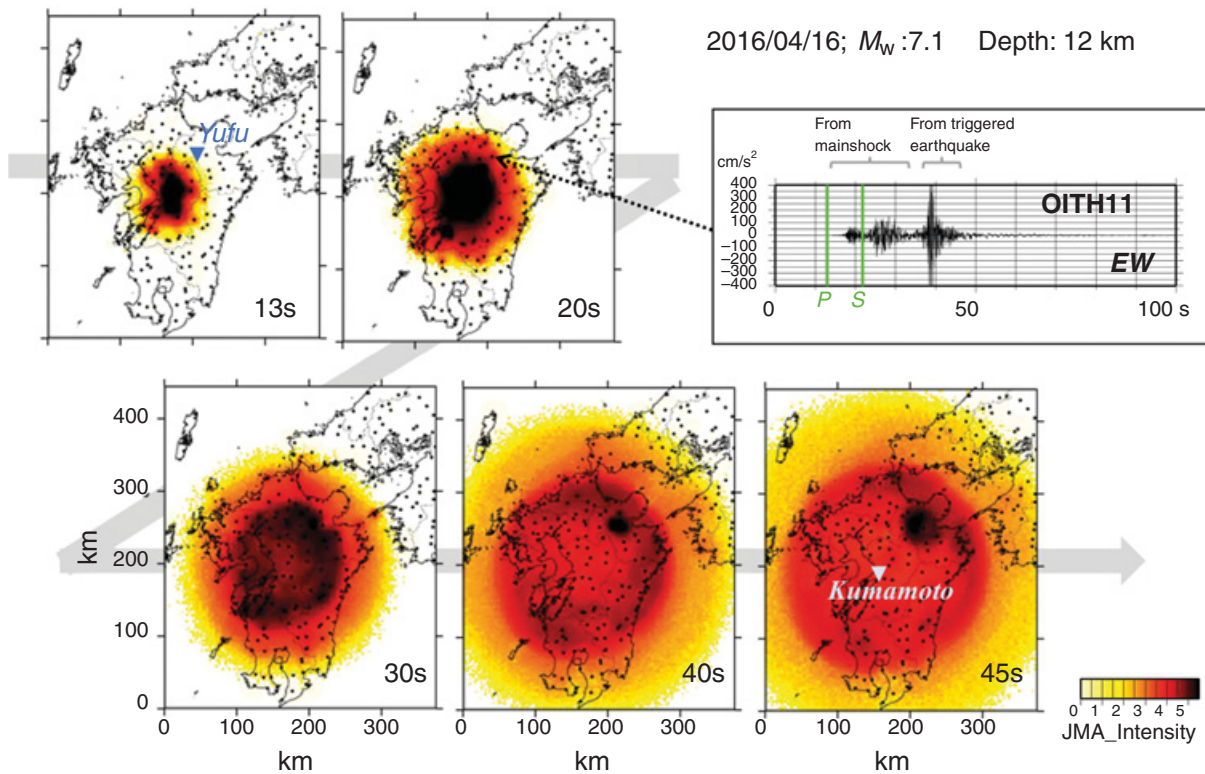 2016/04/16; Mw :7.1 Depth: 12 km
Yufu
13s
20s
From mainshock
From triggered earthquake
cm/s²
400
300
200
100
0
−100
−200
−300
−400
OITH11
EW
P
S
0 50 100 s
km
400
300
200
100
0
30s
40s
Kumamoto
45s
0 100 200 300
km
0 100 200 300
km
0 100 200 300
km
0 1 2 3 4 5
JMA_Intensity